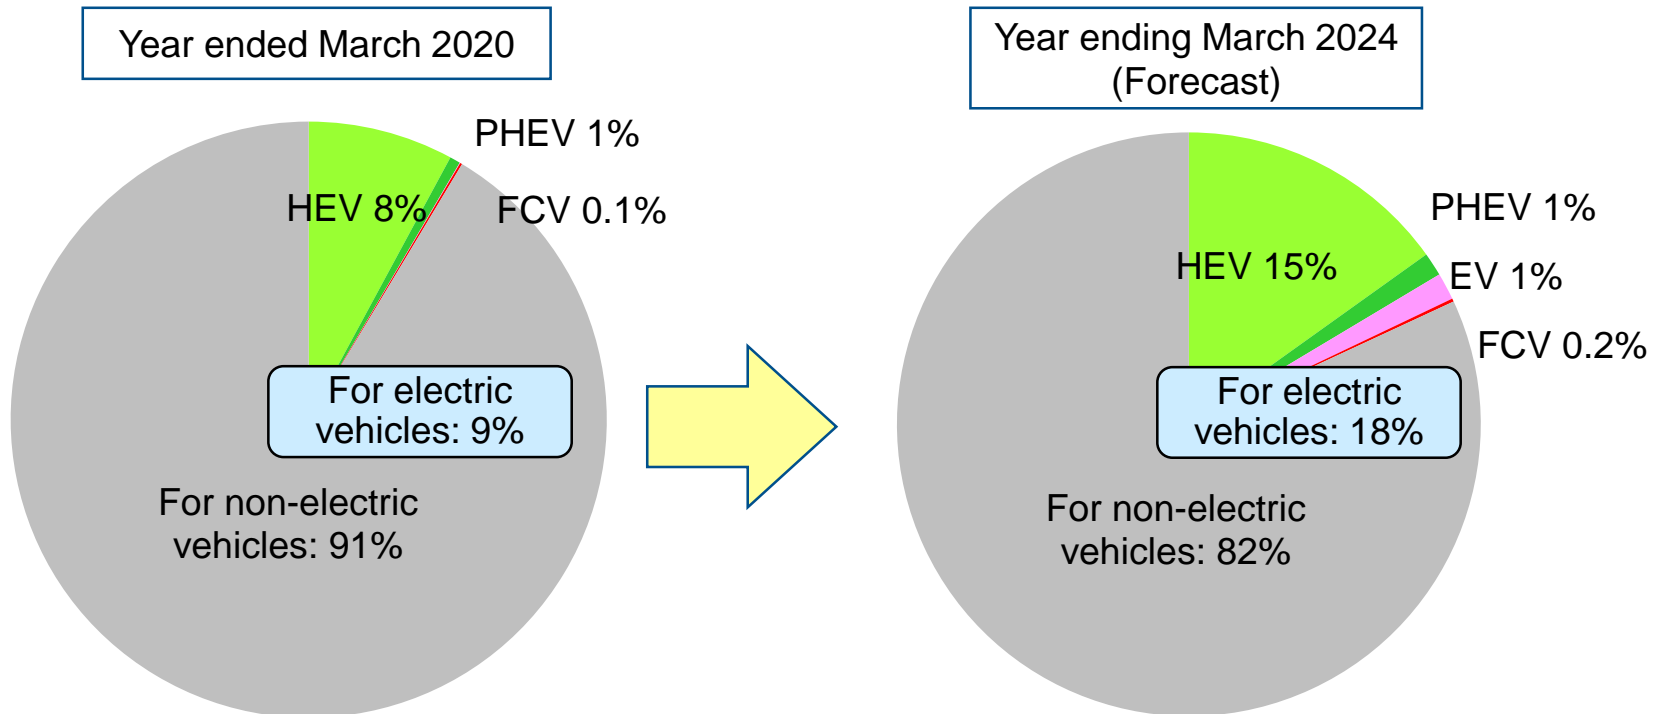 Year ended March 2020
PHEV 1%
HEV 8%
FCV 0.1%
For electric
vehicles: 9%
For non-electric
vehicles: 91%
Year ending March 2024
(Forecast)
PHEV 1%
HEV 15%
EV 1%
FCV 0.2%
For electric
vehicles: 18%
For non-electric
vehicles: 82%